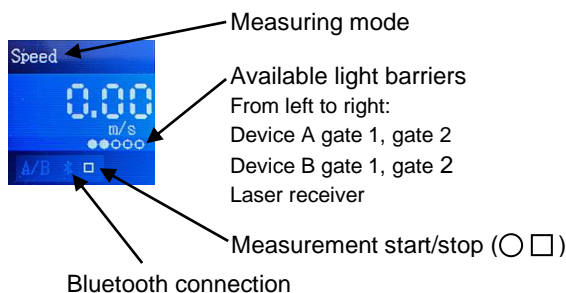 Measuring mode
Speed
0.00
m/s
A/B
Available light barriers
From left to right:
Device A gate 1, gate 2
Device B gate 1, gate 2
Laser receiver
Measurement start/stop (○ □)
Bluetooth connection